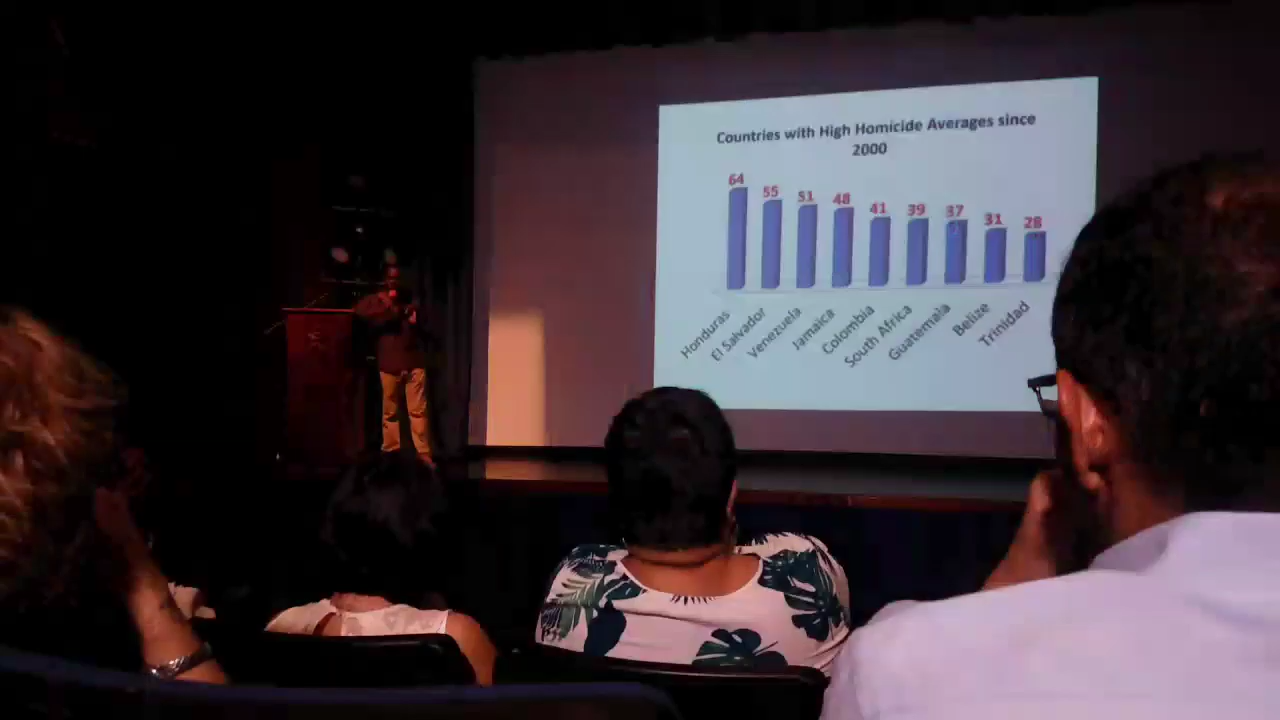 Countries with High Homicide Averages since
2000
64
55
51
48
41
39
37
31
28
Honduras
El Salvador
Venezuela
Jamaica
Colombia
South Africa
Guatemala
Belize
Trinidad